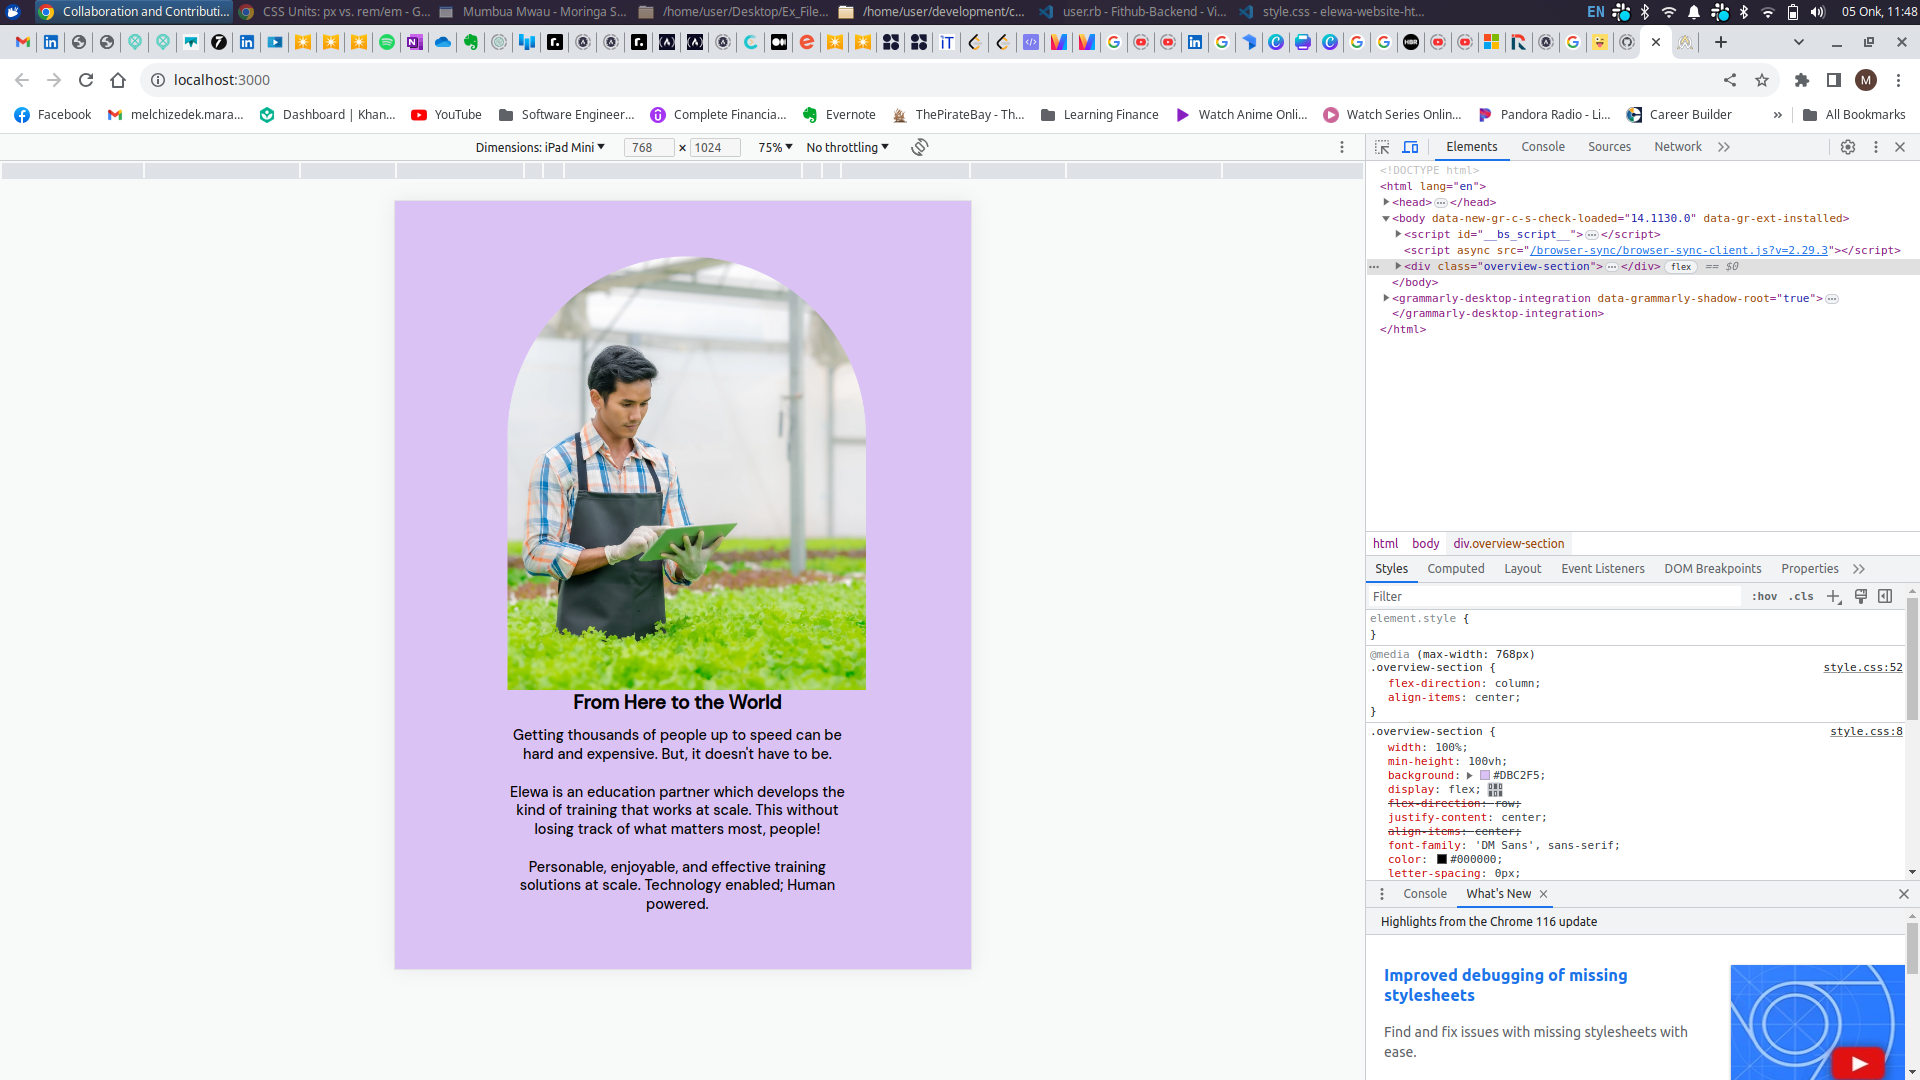 Collaboration and Contributi...
CSS Units: px vs. rem/em - G...
Mumbua Mwau - Moringa S...
/home/user/Desktop/Ex_File...
/home/user/development/c...
user.rb - Fithub-Backend - Vi...
style.css - elewa-website-ht...
EN
05 Onk, 11:48
localhost:3000
M
Facebook
melchizedek.mara...
Dashboard | Khan...
YouTube
Software Engineer...
Complete Financia...
Evernote
ThePirateBay - Th...
Learning Finance
Watch Anime Onli...
Watch Series Onlin...
Pandora Radio - Li...
Career Builder
»
All Bookmarks
Dimensions: iPad Mini
768 × 1024
75%
No throttling
From Here to the World
Getting thousands of people up to speed can be
hard and expensive. But, it doesn't have to be.
Elewa is an education partner which develops the
kind of training that works at scale. This without
losing track of what matters most, people!
Personable, enjoyable, and effective training
solutions at scale. Technology enabled; Human
powered.
Elements
Console
Sources
Network
<!DOCTYPE html>
<html lang="en">
<head> ⋯ </head>
<body data-new-gr-c-s-check-loaded="14.1130.0" data-gr-ext-installed>
<script id="__bs_script__"> ⋯ </script>
<script async src="/browser-sync/browser-sync-client.js?v=2.29.3"></script>
<div class="overview-section"> ⋯ </div> flex == $0
</body>
<grammarly-desktop-integration data-grammarly-shadow-root="true"> ⋯
</grammarly-desktop-integration>
</html>
html
body
div.overview-section
Styles
Computed
Layout
Event Listeners
DOM Breakpoints
Properties
Filter
:hov
.cls
element.style {
}
@media (max-width: 768px)
.overview-section {
style.css:52
flex-direction: column;
align-items: center;
}
.overview-section {
style.css:8
width: 100%;
min-height: 100vh;
background: #DBC2F5;
display: flex;
flex-direction: row;
justify-content: center;
align-items: center;
font-family: 'DM Sans', sans-serif;
color: #000000;
letter-spacing: 0px;
Console
What's New
Highlights from the Chrome 116 update
Improved debugging of missing
stylesheets
Find and fix issues with missing stylesheets with
ease.